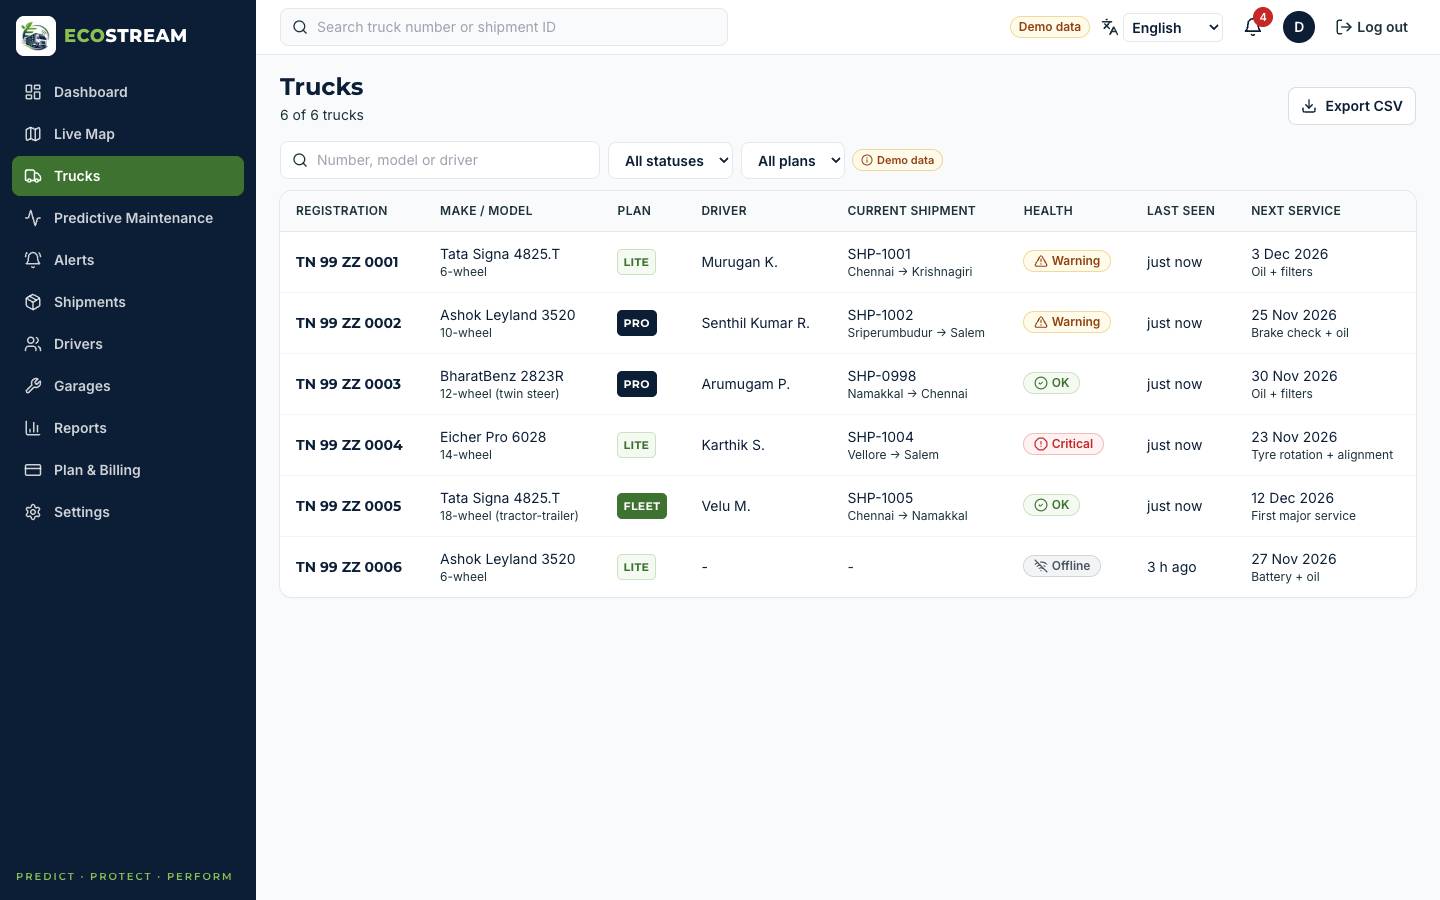 ECOSTREAM
Search truck number or shipment ID
Demo data
English
4
D
Log out
Dashboard
Live Map
Trucks
Predictive Maintenance
Alerts
Shipments
Drivers
Garages
Reports
Plan & Billing
Settings
PREDICT · PROTECT · PERFORM
Trucks
6 of 6 trucks
Export CSV
Number, model or driver
All statuses
All plans
Demo data
REGISTRATION MAKE / MODEL PLAN DRIVER CURRENT SHIPMENT HEALTH LAST SEEN NEXT SERVICE
TN 99 ZZ 0001 Tata Signa 4825.T LITE Murugan K. SHP-1001 Warning just now 3 Dec 2026
6-wheel Chennai → Krishnagiri Oil + filters
TN 99 ZZ 0002 Ashok Leyland 3520 PRO Senthil Kumar R. SHP-1002 Warning just now 25 Nov 2026
10-wheel Sriperumbudur → Salem Brake check + oil
TN 99 ZZ 0003 BharatBenz 2823R PRO Arumugam P. SHP-0998 OK just now 30 Nov 2026
12-wheel (twin steer) Namakkal → Chennai Oil + filters
TN 99 ZZ 0004 Eicher Pro 6028 LITE Karthik S. SHP-1004 Critical just now 23 Nov 2026
14-wheel Vellore → Salem Tyre rotation + alignment
TN 99 ZZ 0005 Tata Signa 4825.T FLEET Velu M. SHP-1005 OK just now 12 Dec 2026
18-wheel (tractor-trailer) Chennai → Namakkal First major service
TN 99 ZZ 0006 Ashok Leyland 3520 LITE - - Offline 3 h ago 27 Nov 2026
6-wheel Battery + oil